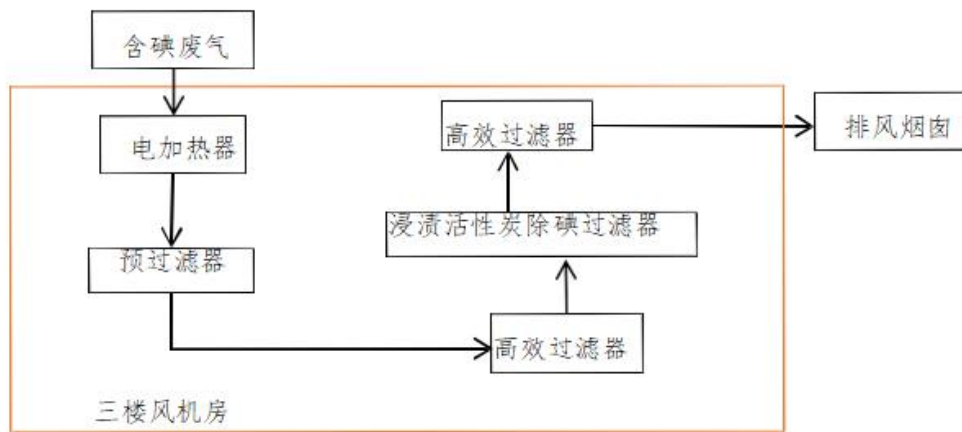 含碘废气
电加热器
预过滤器
高效过滤器
浸渍活性炭除碘过滤器
高效过滤器
排风烟囱
三楼风机房